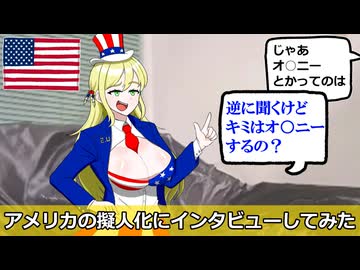 じゃあ
オ○ニー
とかってのは
逆に聞くけど
キミはオ○ニー
するの？
アメリカの擬人化にインタビューしてみた